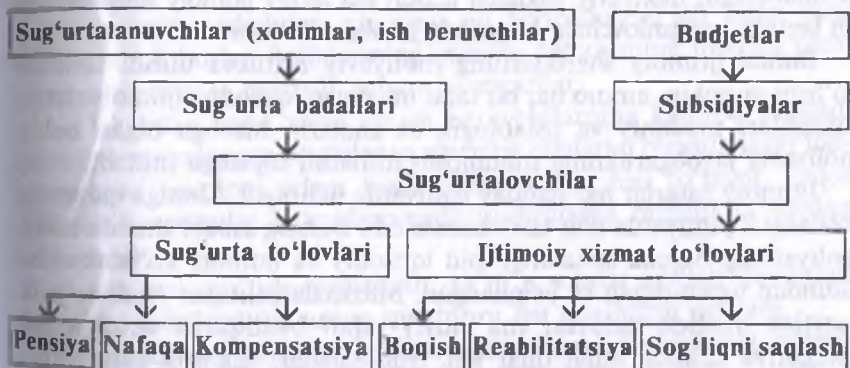 Sug‘urtalanuvchilar (xodimlar, ish beruvchilar)
Budjetlar
Sug‘urta badallari
Subsidiyalar
Sug‘urtalovchilar
Sug‘urta to‘lovlari
Ijtimoiy xizmat to‘lovlari
Pensiya
Nafaqa
Kompensatsiya
Boqish
Reabilitatsiya
Sog‘liqni saqlash